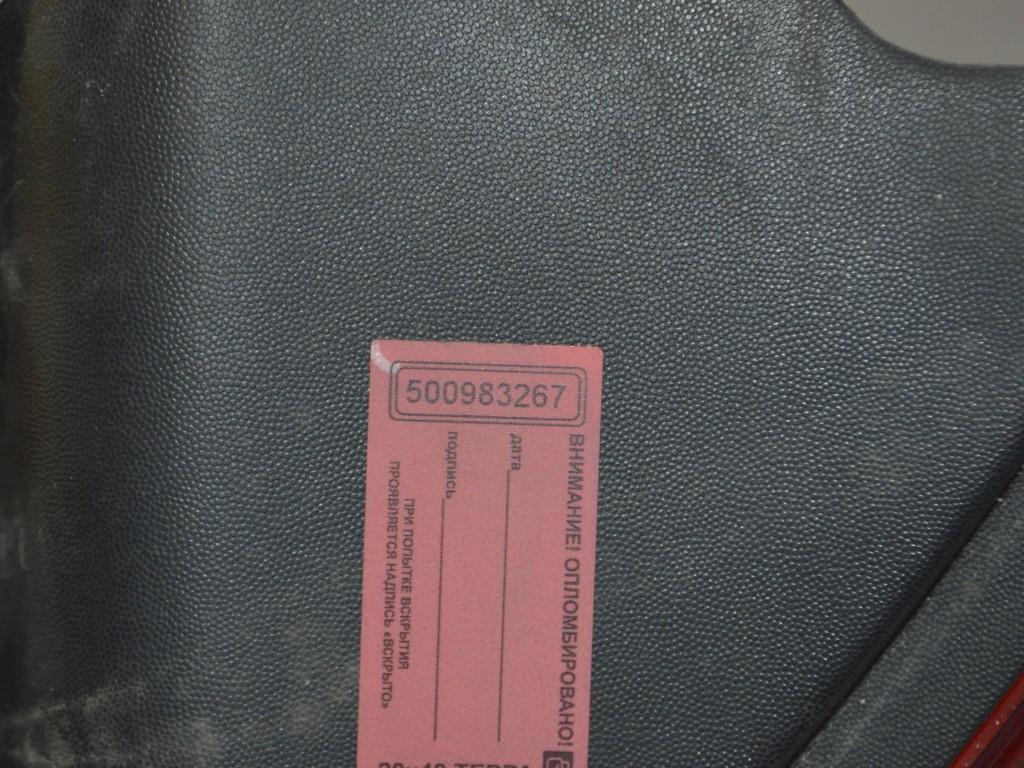 500983267
ВНИМАНИЕ! ОПЛОМБИРОВАНО!
дата
подпись
ПРИ ПОПЫТКЕ ВСКРЫТИЯ
ПРОЯВЛЯЕТСЯ НАДПИСЬ «ВСКРЫТО»